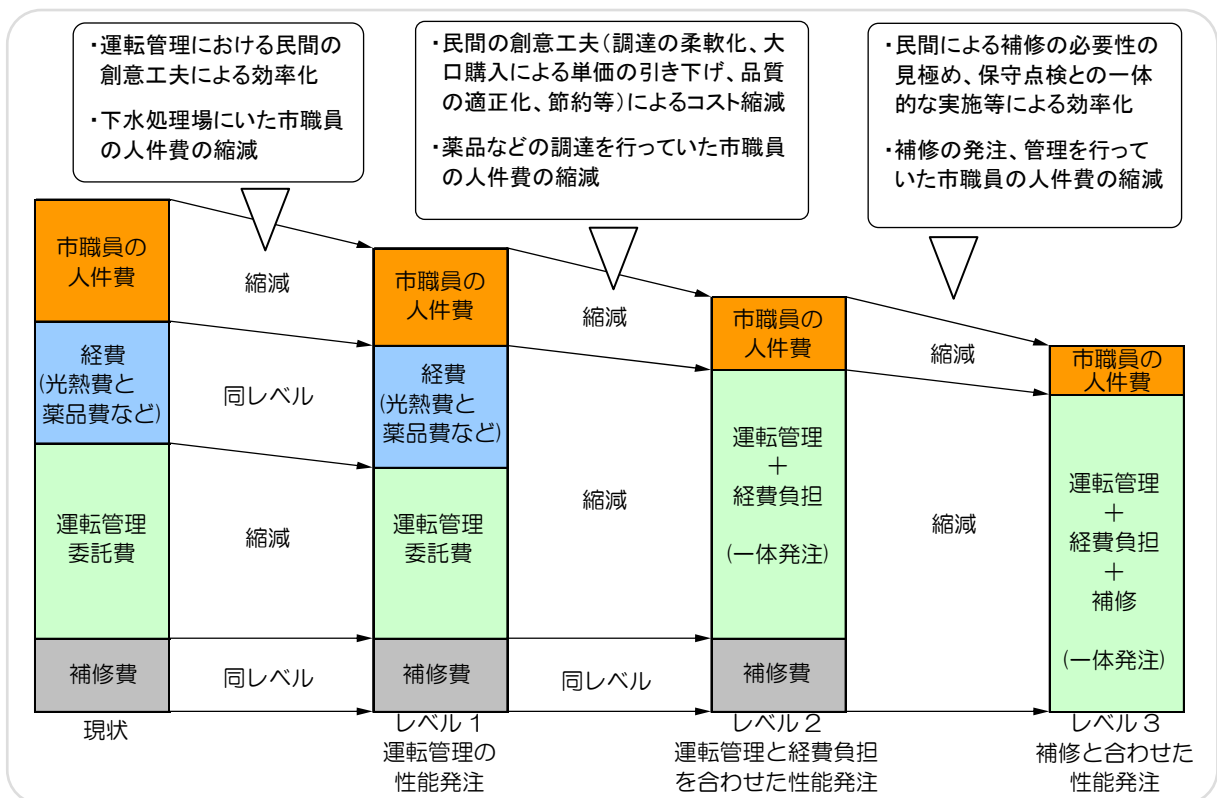 ・運転管理における民間の
創意工夫による効率化
・下水処理場にいた市職員
の人件費の縮減
・民間の創意工夫（調達の柔軟化、大
口購入による単価の引き下げ、品質
の適正化、節約等）によるコスト縮減
・薬品などの調達を行っていた市職員
の人件費の縮減
・民間による補修の必要性の
見極め、保守点検との一体
的な実施等による効率化
・補修の発注、管理を行って
いた市職員の人件費の縮減
市職員の
人件費
経費
(光熱費と
薬品費など)
運転管理
委託費
補修費
現状
縮減
同レベル
縮減
同レベル
市職員の
人件費
経費
(光熱費と
薬品費など)
運転管理
委託費
補修費
レベル１
運転管理の
性能発注
縮減
縮減
同レベル
市職員の
人件費
運転管理
＋
経費負担
(一体発注)
補修費
レベル２
運転管理と経費負担
を合わせた性能発注
縮減
縮減
市職員の
人件費
運転管理
＋
経費負担
＋
補修
(一体発注)
レベル３
補修と合わせた
性能発注